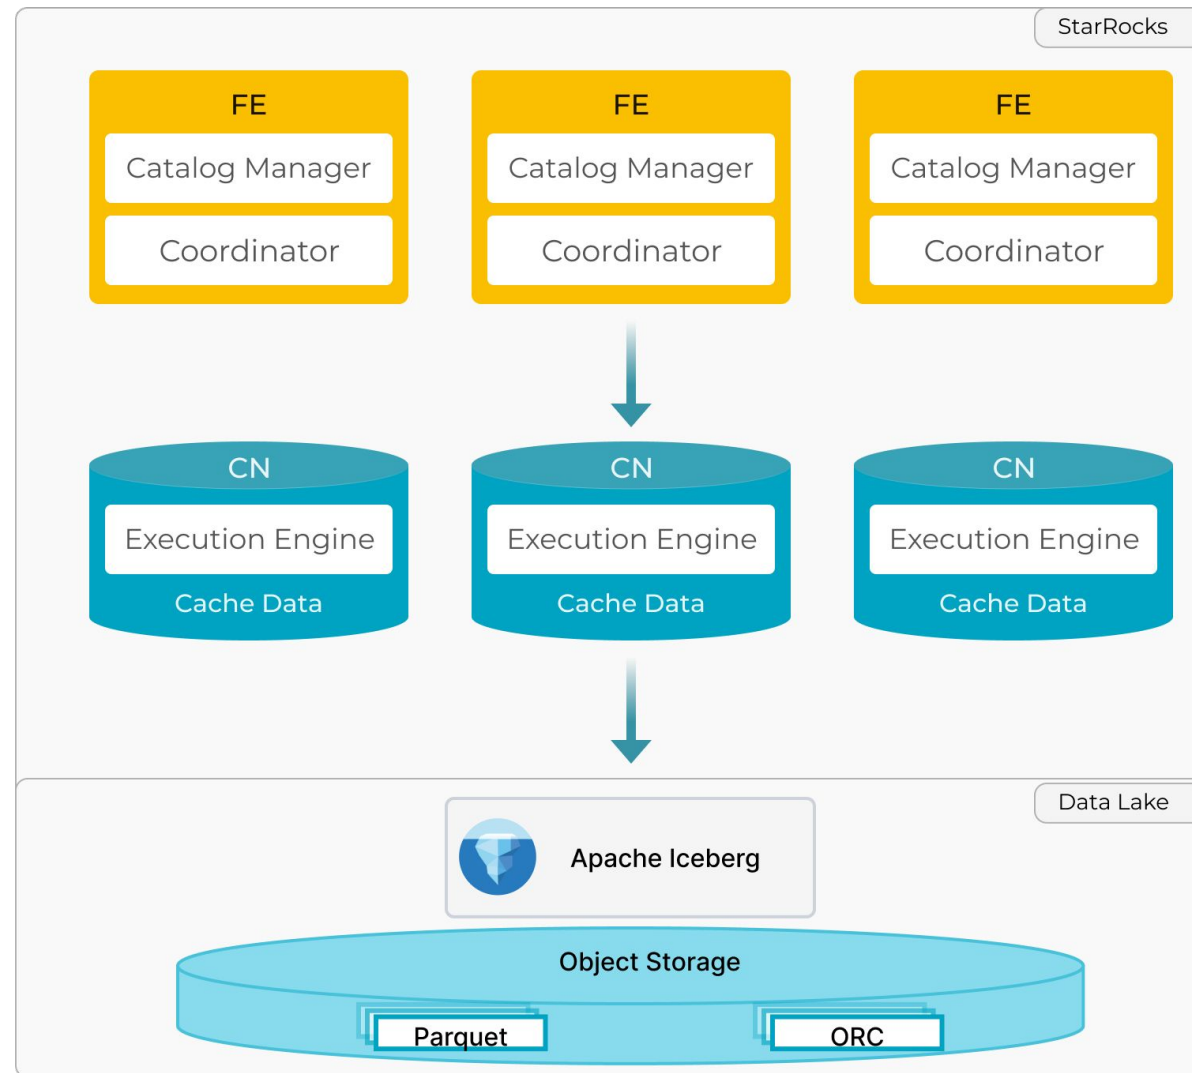 StarRocks
FE
FE
FE
Catalog Manager
Catalog Manager
Catalog Manager
Coordinator
Coordinator
Coordinator
CN
CN
CN
Execution Engine
Execution Engine
Execution Engine
Cache Data
Cache Data
Cache Data
Data Lake
Apache Iceberg
Object Storage
Parquet
ORC